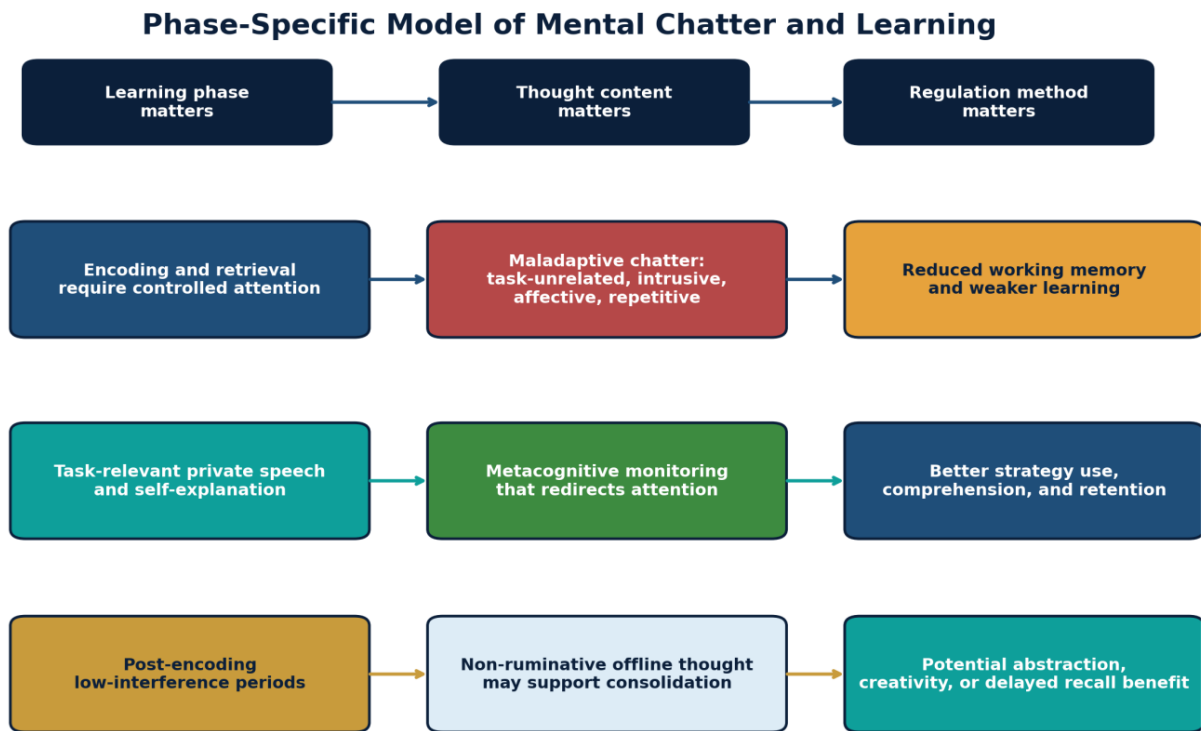 Phase-Specific Model of Mental Chatter and Learning
Learning phase
matters
Thought content
matters
Regulation method
matters
Encoding and retrieval
require controlled attention
Maladaptive chatter:
task-unrelated, intrusive,
affective, repetitive
Reduced working memory
and weaker learning
Task-relevant private speech
and self-explanation
Metacognitive monitoring
that redirects attention
Better strategy use,
comprehension, and retention
Post-encoding
low-interference periods
Non-ruminative offline thought
may support consolidation
Potential abstraction,
creativity, or delayed recall benefit